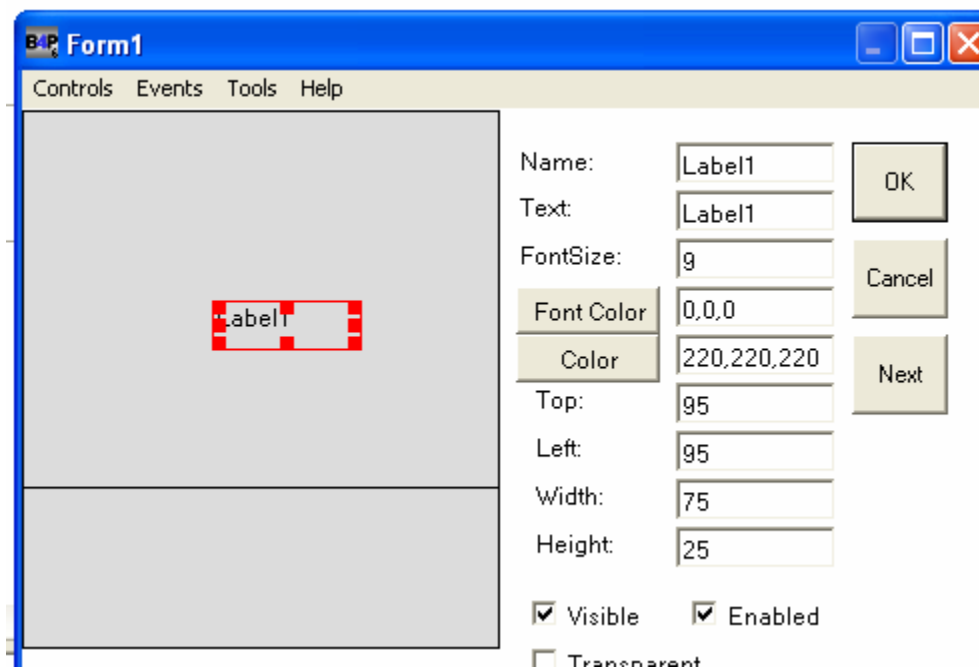 B4P 6 Form1
Controls Events Tools Help
Label1
Name: Label1
Text: Label1
FontSize: 9
Font Color 0,0,0
Color 220,220,220
Top: 95
Left: 95
Width: 75
Height: 25
Visible Enabled
Transparent
OK
Cancel
Next